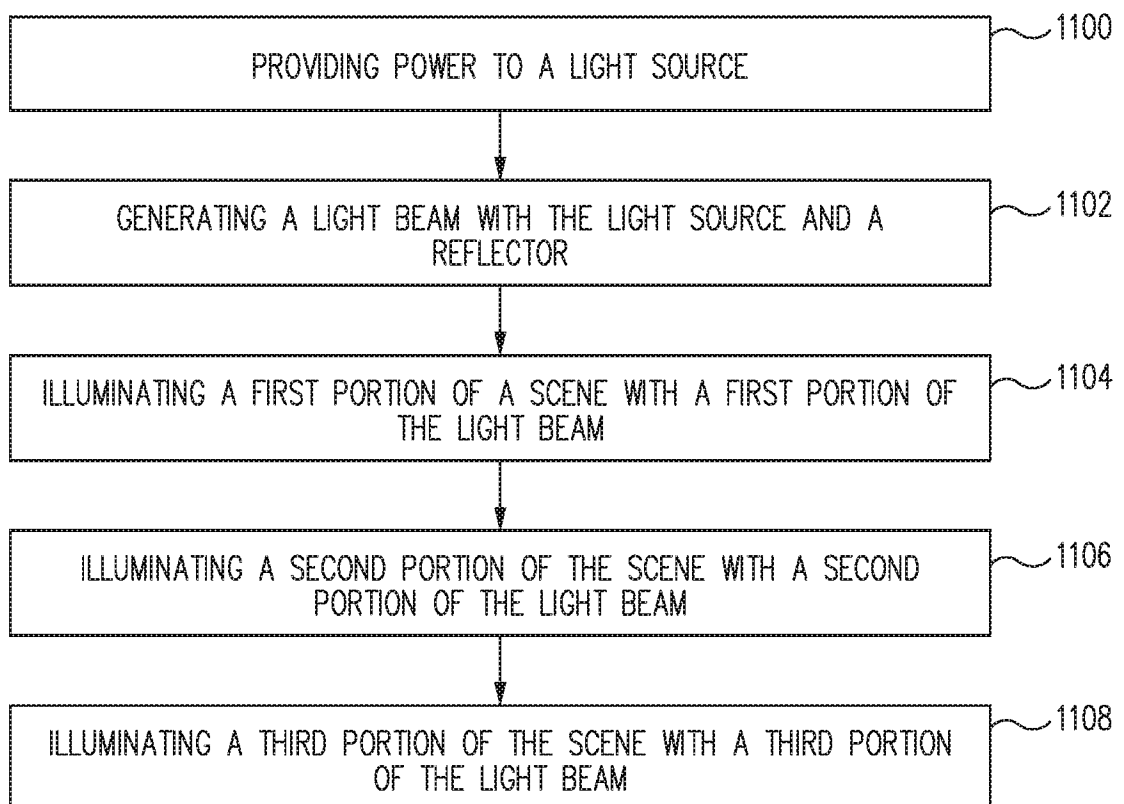 1100
PROVIDING POWER TO A LIGHT SOURCE
1102
GENERATING A LIGHT BEAM WITH THE LIGHT SOURCE AND A
REFLECTOR
1104
ILLUMINATING A FIRST PORTION OF A SCENE WITH A FIRST PORTION OF
THE LIGHT BEAM
1106
ILLUMINATING A SECOND PORTION OF THE SCENE WITH A SECOND
PORTION OF THE LIGHT BEAM
1108
ILLUMINATING A THIRD PORTION OF THE SCENE WITH A THIRD PORTION
OF THE LIGHT BEAM